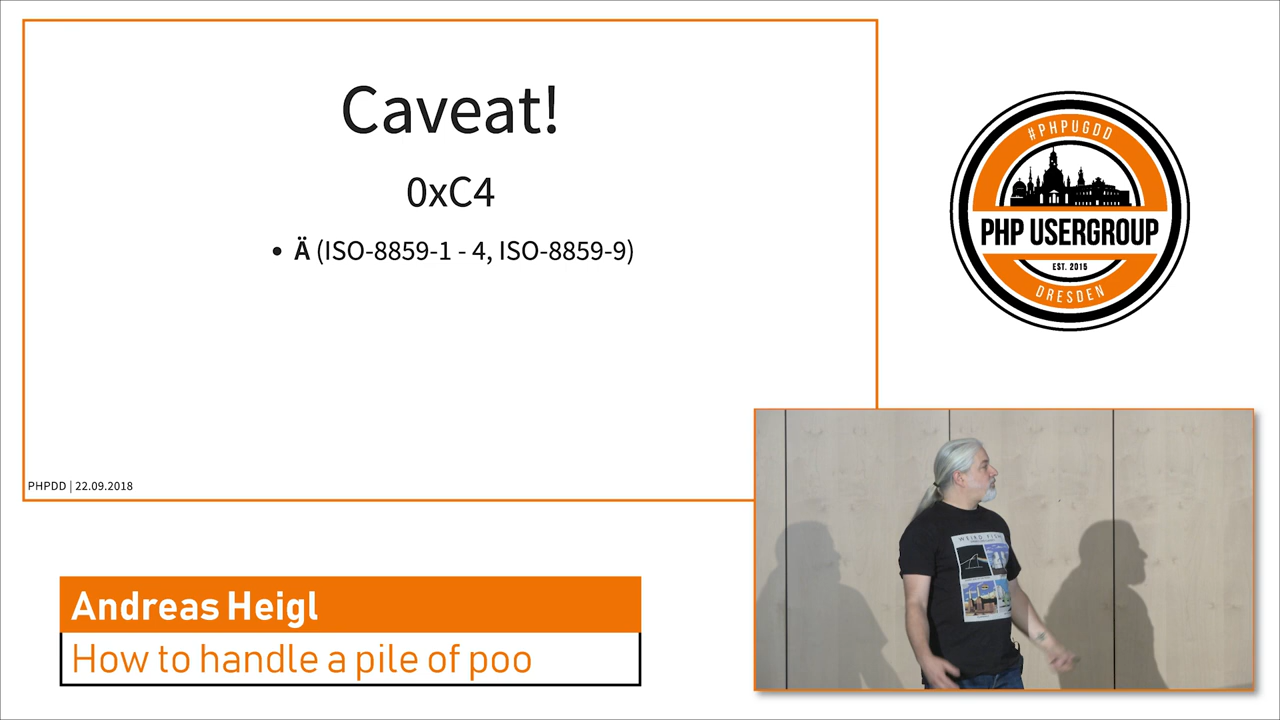 Caveat!
0xC4
• Ä (ISO-8859-1 - 4, ISO-8859-9)
PHPDD | 22.09.2018
#PHPUGDD
PHP USERGROUP
EST. 2015
DRESDEN
Andreas Heigl
How to handle a pile of poo